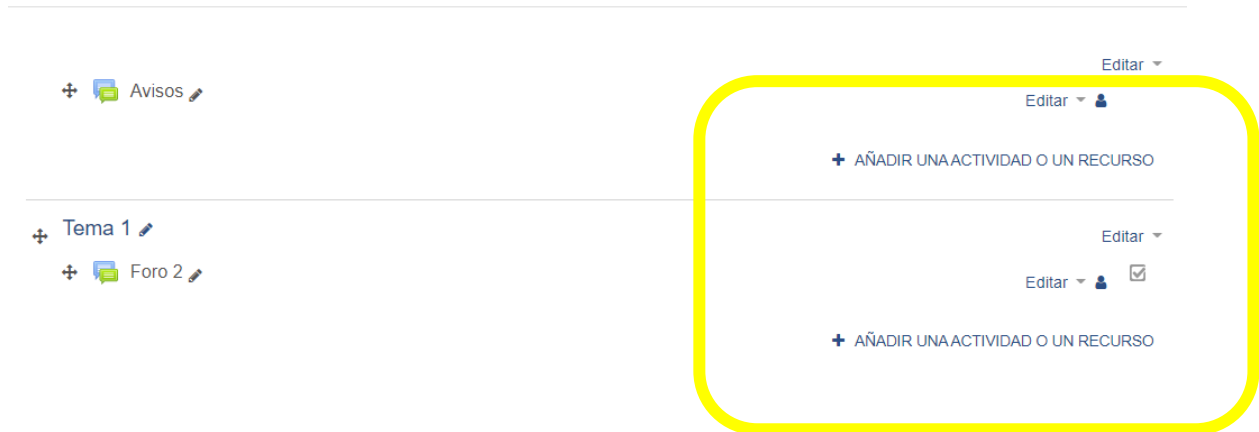 Editar
Avisos
Editar
AÑADIR UNA ACTIVIDAD O UN RECURSO
Tema 1
Editar
Foro 2
Editar
AÑADIR UNA ACTIVIDAD O UN RECURSO